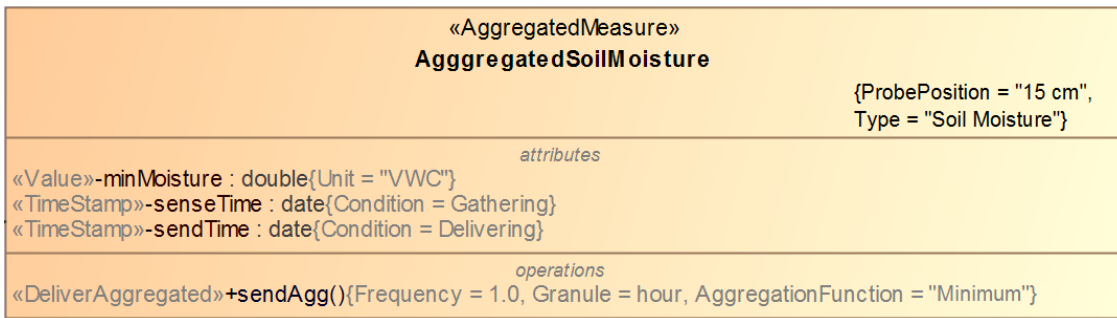 «AggregatedMeasure»
AgggregatedSoilMoisture
{ProbePosition = "15 cm",
Type = "Soil Moisture"}
attributes
«Value»-minMoisture : double{Unit = "VWC"}
«TimeStamp»-senseTime : date{Condition = Gathering}
«TimeStamp»-sendTime : date{Condition = Delivering}
operations
«DeliverAggregated»+sendAgg(){Frequency = 1.0, Granule = hour, AggregationFunction = "Minimum"}